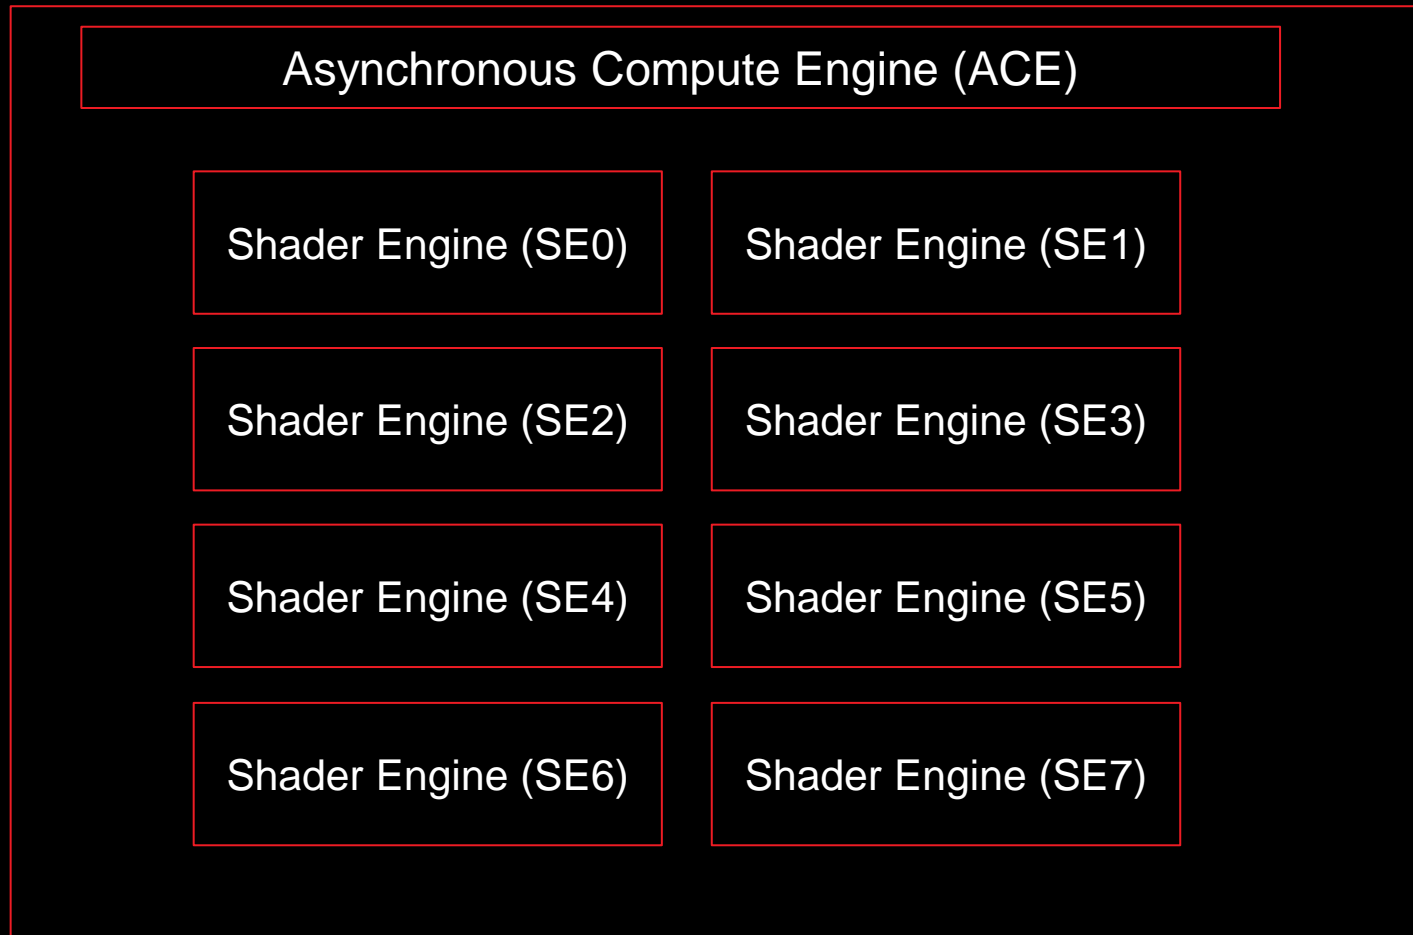 Asynchronous Compute Engine (ACE)
Shader Engine (SE0)
Shader Engine (SE1)
Shader Engine (SE2)
Shader Engine (SE3)
Shader Engine (SE4)
Shader Engine (SE5)
Shader Engine (SE6)
Shader Engine (SE7)